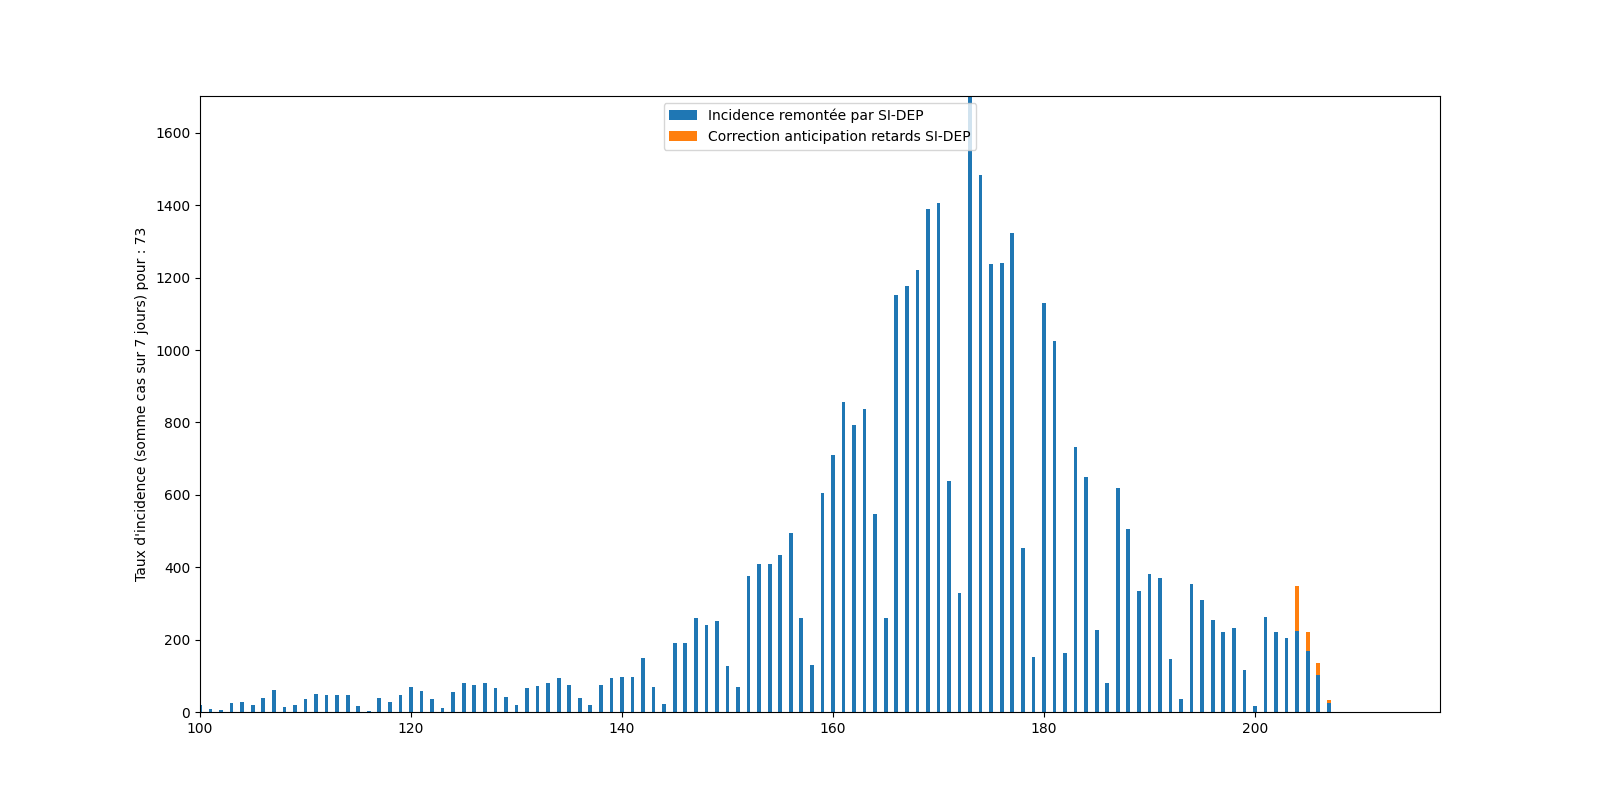 Incidence remontée par SI-DEP
Correction anticipation retards SI-DEP
Taux d'incidence (somme cas sur 7 jours) pour : 73
1600
1400
1200
1000
800
600
400
200
0
100 120 140 160 180 200